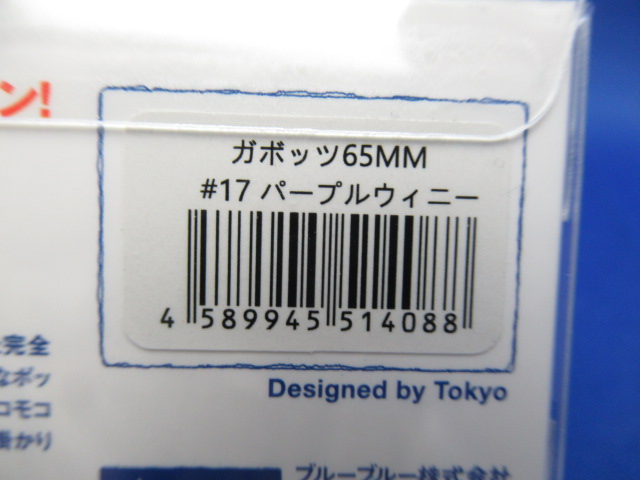 ン!
ガボッツ65MM
#17 パープルウィニー
4 589945 514088
完全
なポッ
コモコ
掛かり
Designed by Tokyo
ブルーブルー株式会社